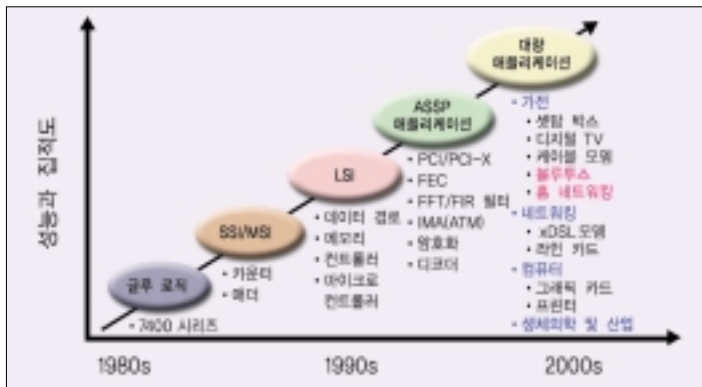 성능과 집적도
대량
애플리케이션
ASSP
애플리케이션
LSI
SSI/MSI
글루 로직
• 7400 시리즈
• 카운터
• 애더
• 데이터 경로
• 메모리
• 컨트롤러
• 마이크로
컨트롤러
• PCI/PCI-X
• FEC
• FFT/FIR 필터
• IMA(ATM)
• 암호화
• 디코더
• 가전
• 셋탑 박스
• 디지털 TV
• 케이블 모뎀
• 블루투스
• 홈 네트워킹
• 네트워킹
• xDSL 모뎀
• 라인 카드
• 컴퓨터
• 그래픽 카드
• 프린터
• 생체의학 및 산업
1980s
1990s
2000s